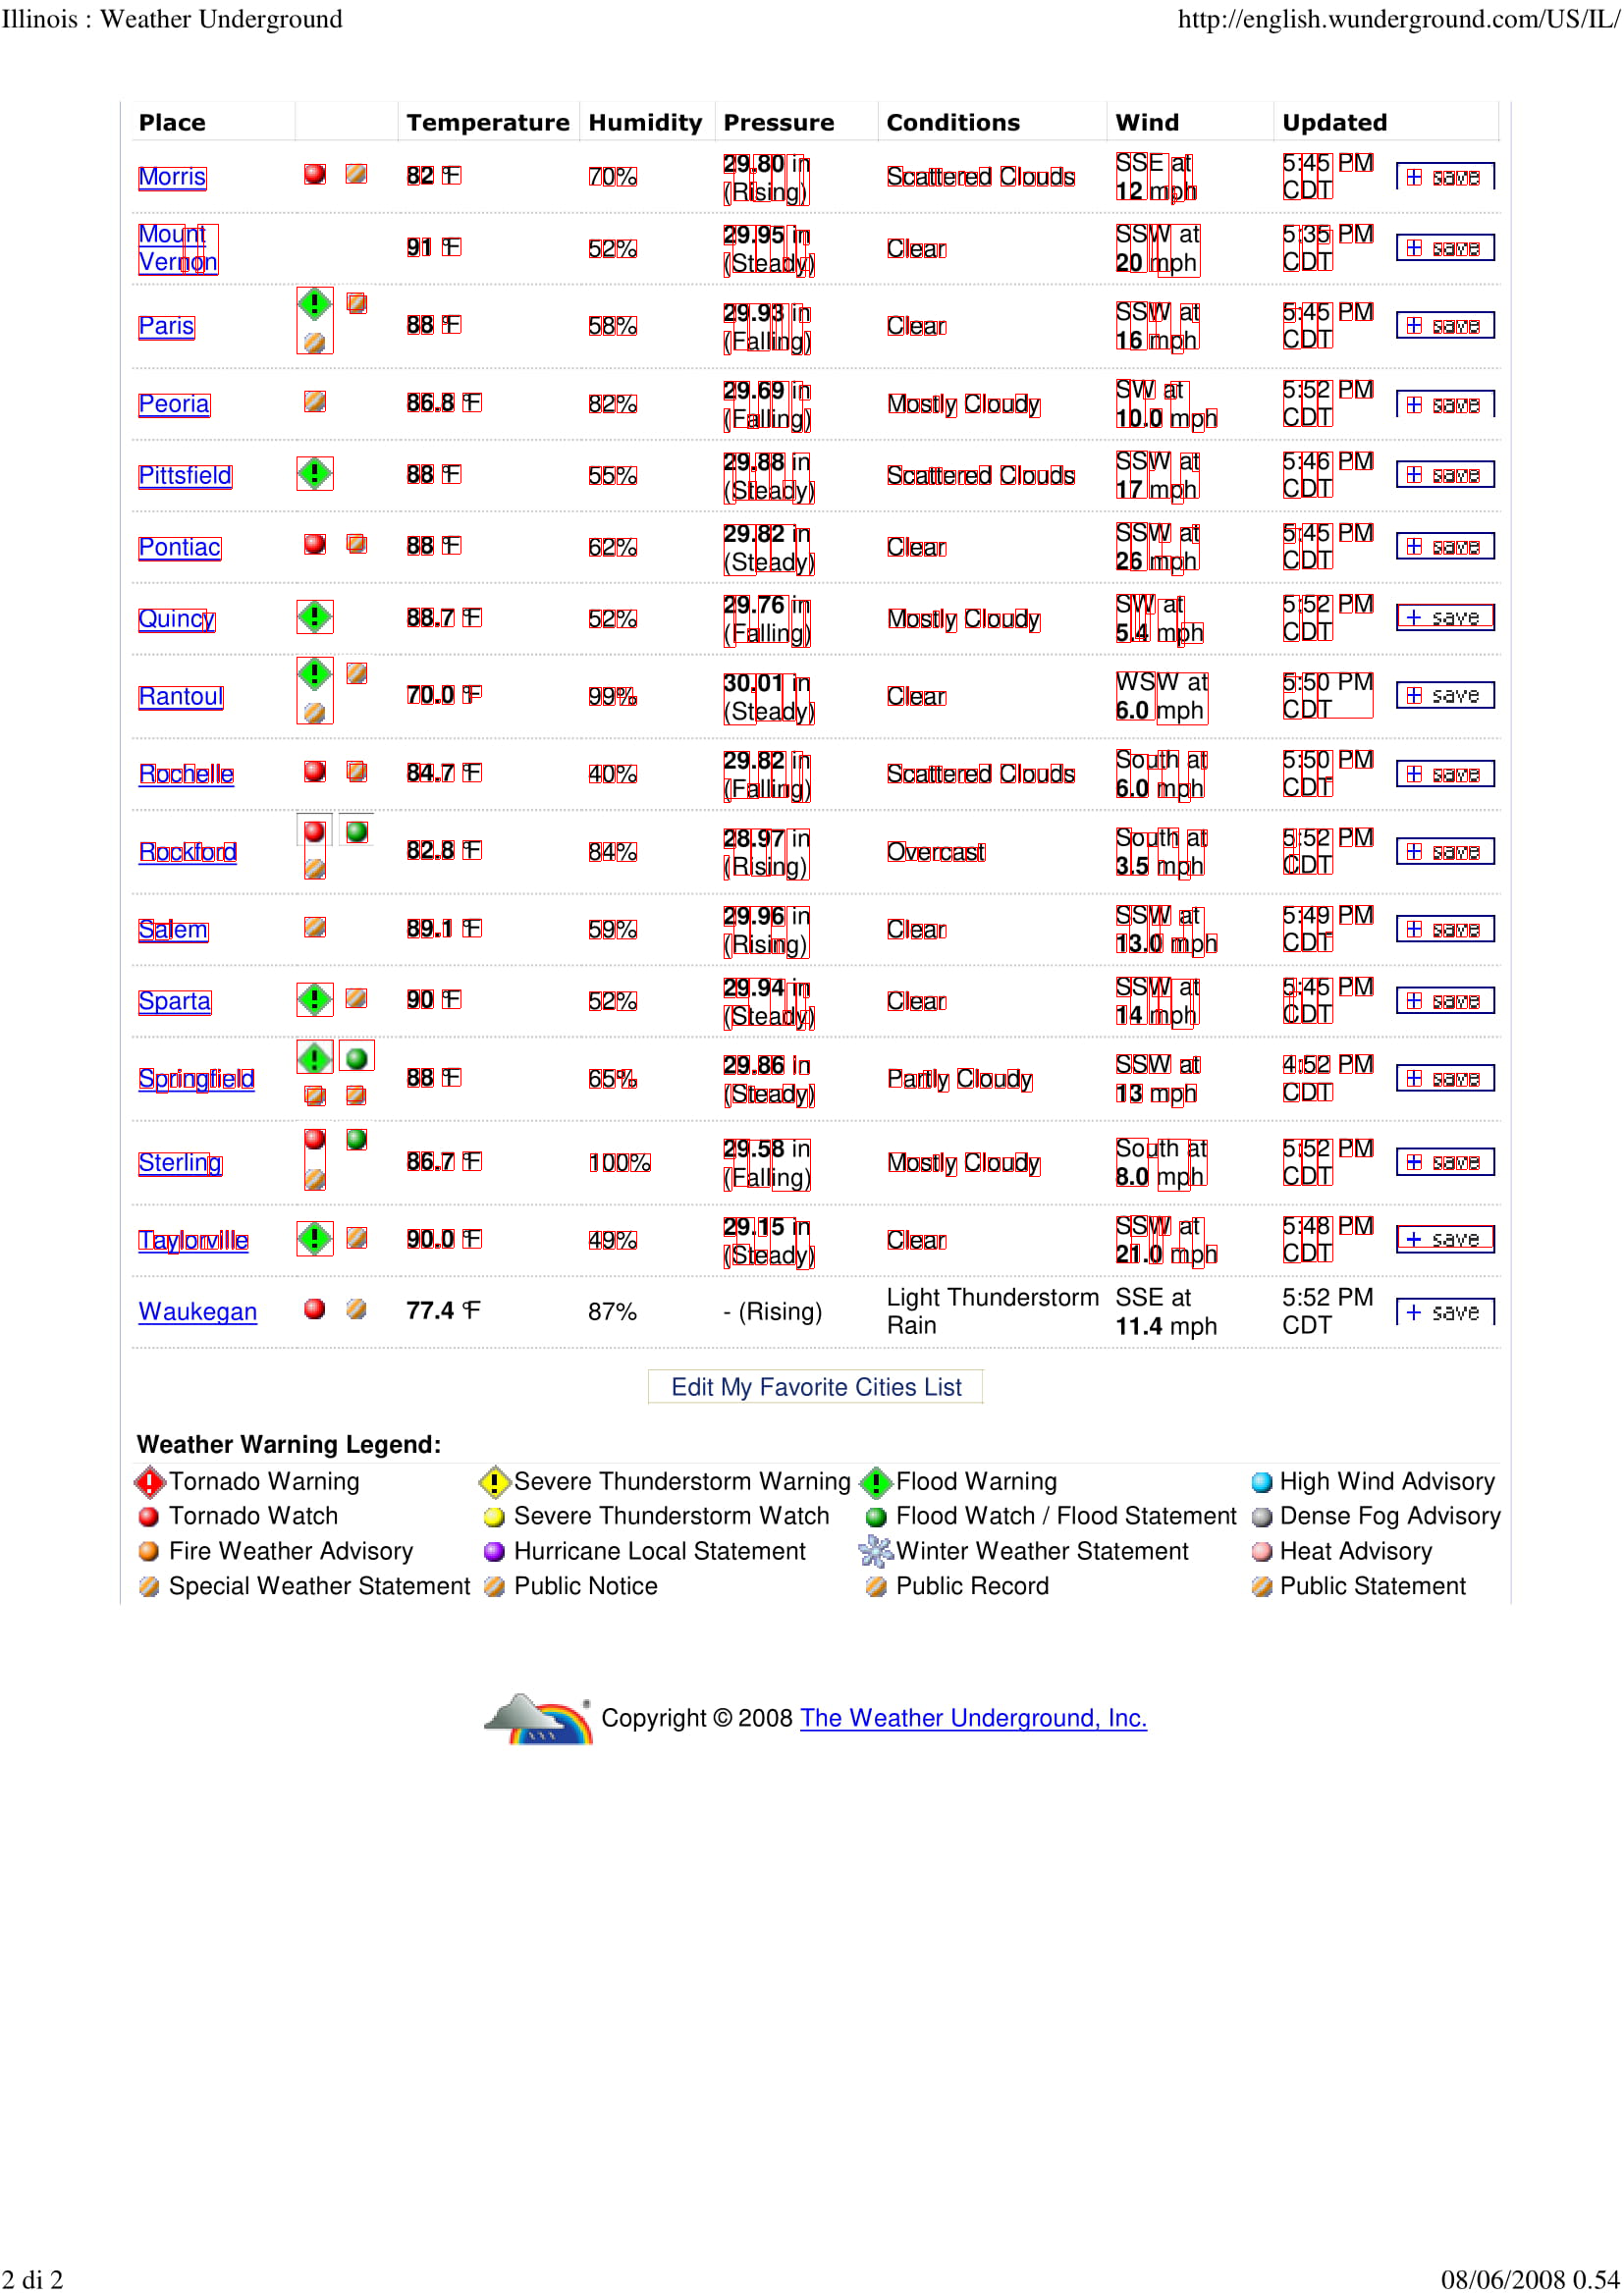 Illinois : Weather Underground http://english.wunderground.com/US/IL/
Place Temperature Humidity Pressure Conditions Wind Updated
Morris 82 °F 70% 29.80 in (Rising) Scattered Clouds SSE at 12 mph 5:45 PM CDT + save
Mount Vernon 91 °F 52% 29.95 in (Steady) Clear SSW at 20 mph 5:35 PM CDT + save
Paris 88 °F 58% 29.93 in (Falling) Clear SSW at 16 mph 5:45 PM CDT + save
Peoria 86.8 °F 82% 29.69 in (Falling) Mostly Cloudy SW at 10.0 mph 5:52 PM CDT + save
Pittsfield 88 °F 55% 29.88 in (Steady) Scattered Clouds SSW at 17 mph 5:46 PM CDT + save
Pontiac 88 °F 62% 29.82 in (Steady) Clear SSW at 26 mph 5:45 PM CDT + save
Quincy 88.7 °F 52% 29.76 in (Falling) Mostly Cloudy SW at 5.4 mph 5:52 PM CDT + save
Rantoul 70.0 °F 99% 30.01 in (Steady) Clear WSW at 6.0 mph 5:50 PM CDT + save
Rochelle 84.7 °F 40% 29.82 in (Falling) Scattered Clouds South at 6.0 mph 5:50 PM CDT + save
Rockford 82.8 °F 84% 28.97 in (Rising) Overcast South at 3.5 mph 5:52 PM CDT + save
Salem 89.1 °F 59% 29.96 in (Rising) Clear SSW at 13.0 mph 5:49 PM CDT + save
Sparta 90 °F 52% 29.94 in (Steady) Clear SSW at 14 mph 5:45 PM CDT + save
Springfield 88 °F 65% 29.86 in (Steady) Partly Cloudy SSW at 13 mph 4:52 PM CDT + save
Sterling 86.7 °F 100% 29.58 in (Falling) Mostly Cloudy South at 8.0 mph 5:52 PM CDT + save
Taylorville 90.0 °F 49% 29.15 in (Steady) Clear SSW at 21.0 mph 5:48 PM CDT + save
Waukegan 77.4 °F 87% - (Rising) Light Thunderstorm Rain SSE at 11.4 mph 5:52 PM CDT + save
Edit My Favorite Cities List
Weather Warning Legend:
Tornado Warning Severe Thunderstorm Warning Flood Warning High Wind Advisory
Tornado Watch Severe Thunderstorm Watch Flood Watch / Flood Statement Dense Fog Advisory
Fire Weather Advisory Hurricane Local Statement Winter Weather Statement Heat Advisory
Special Weather Statement Public Notice Public Record Public Statement
Copyright © 2008 The Weather Underground, Inc.
2 di 2 08/06/2008 0.54